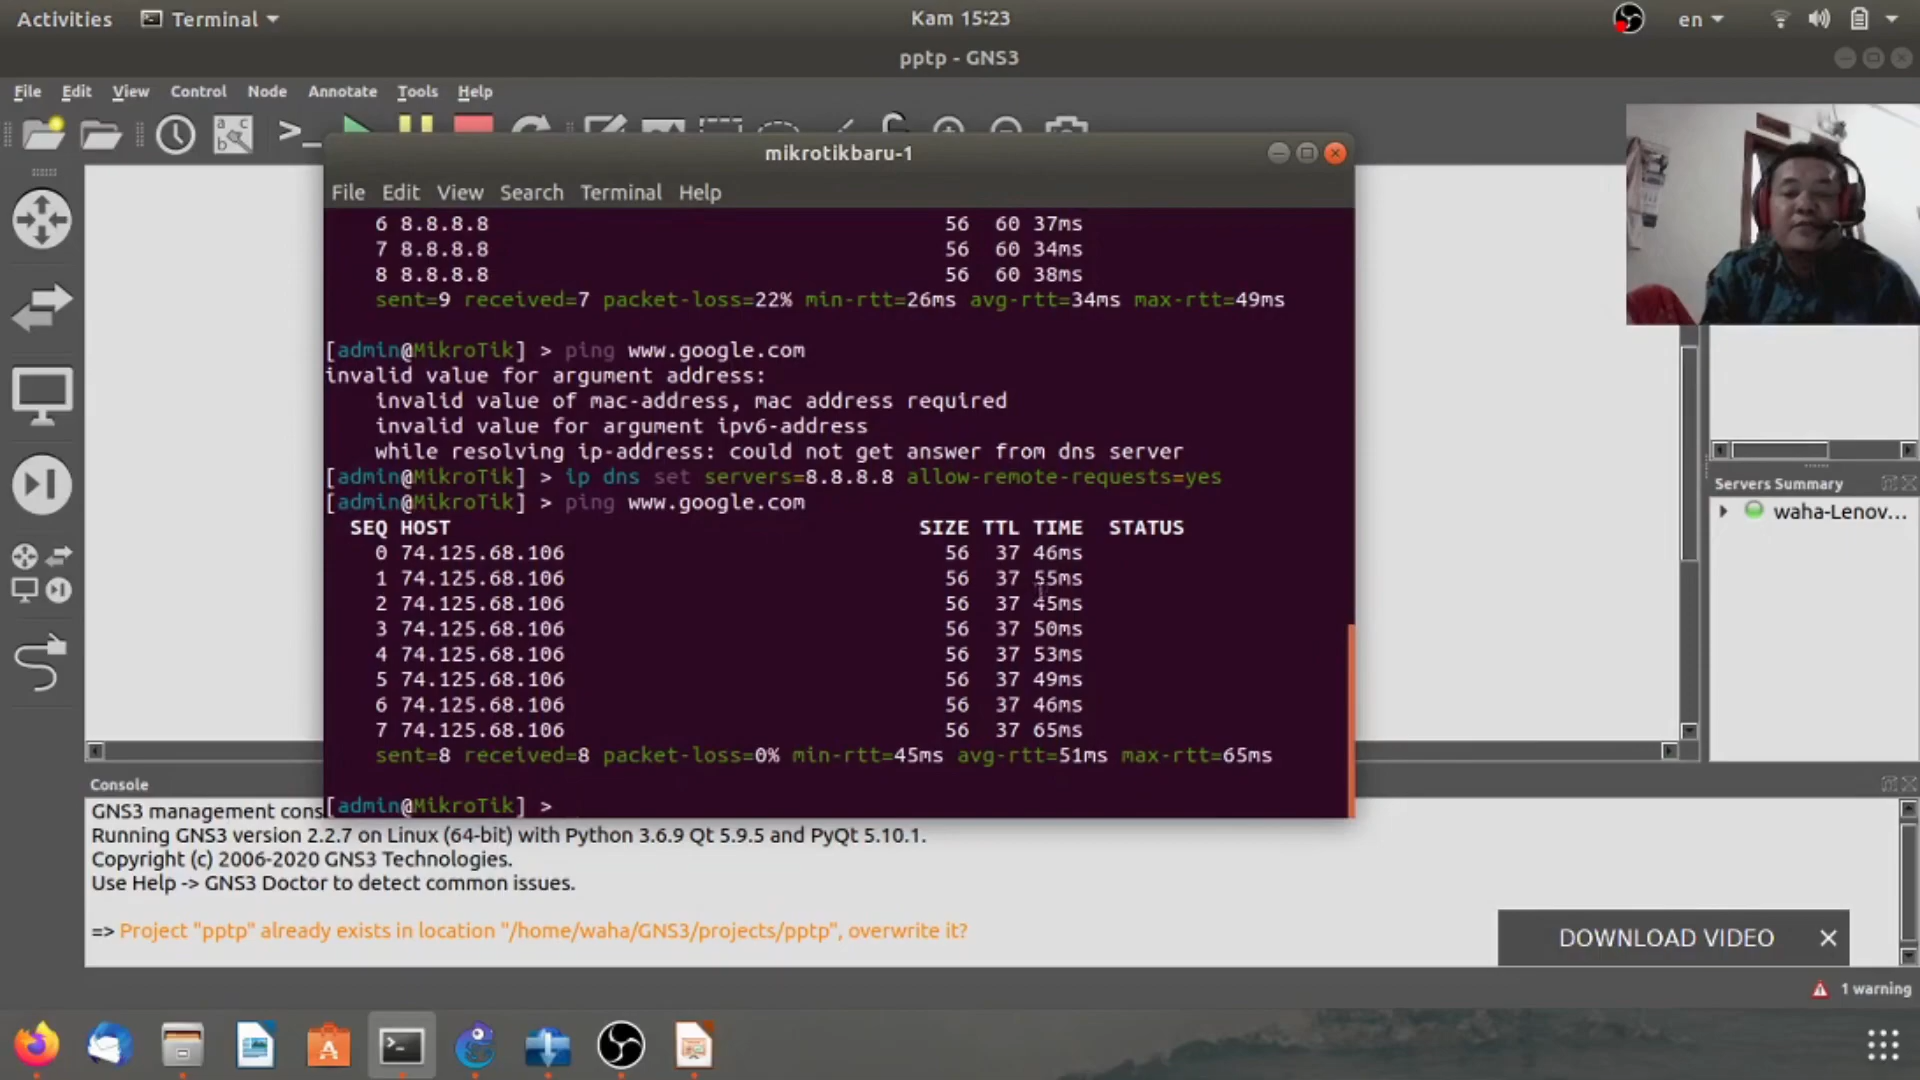 Activities Terminal Kam 15:23 en
pptp - GNS3
File Edit View Control Node Annotate Tools Help
mikrotikbaru-1
File Edit View Search Terminal Help
6 8.8.8.8 56 60 37ms
7 8.8.8.8 56 60 34ms
8 8.8.8.8 56 60 38ms
sent=9 received=7 packet-loss=22% min-rtt=26ms avg-rtt=34ms max-rtt=49ms
[admin@MikroTik] > ping www.google.com
invalid value for argument address:
invalid value of mac-address, mac address required
invalid value for argument ipv6-address
while resolving ip-address: could not get answer from dns server
[admin@MikroTik] > ip dns set servers=8.8.8.8 allow-remote-requests=yes
[admin@MikroTik] > ping www.google.com
SEQ HOST SIZE TTL TIME STATUS
0 74.125.68.106 56 37 46ms
1 74.125.68.106 56 37 55ms
2 74.125.68.106 56 37 45ms
3 74.125.68.106 56 37 50ms
4 74.125.68.106 56 37 53ms
5 74.125.68.106 56 37 49ms
6 74.125.68.106 56 37 46ms
7 74.125.68.106 56 37 65ms
sent=8 received=8 packet-loss=0% min-rtt=45ms avg-rtt=51ms max-rtt=65ms
[admin@MikroTik] >
Servers Summary
waha-Lenov...
Console
GNS3 management cons
Running GNS3 version 2.2.7 on Linux (64-bit) with Python 3.6.9 Qt 5.9.5 and PyQt 5.10.1.
Copyright (c) 2006-2020 GNS3 Technologies.
Use Help -> GNS3 Doctor to detect common issues.
=> Project "pptp" already exists in location "/home/waha/GNS3/projects/pptp", overwrite it?
DOWNLOAD VIDEO
1 warning